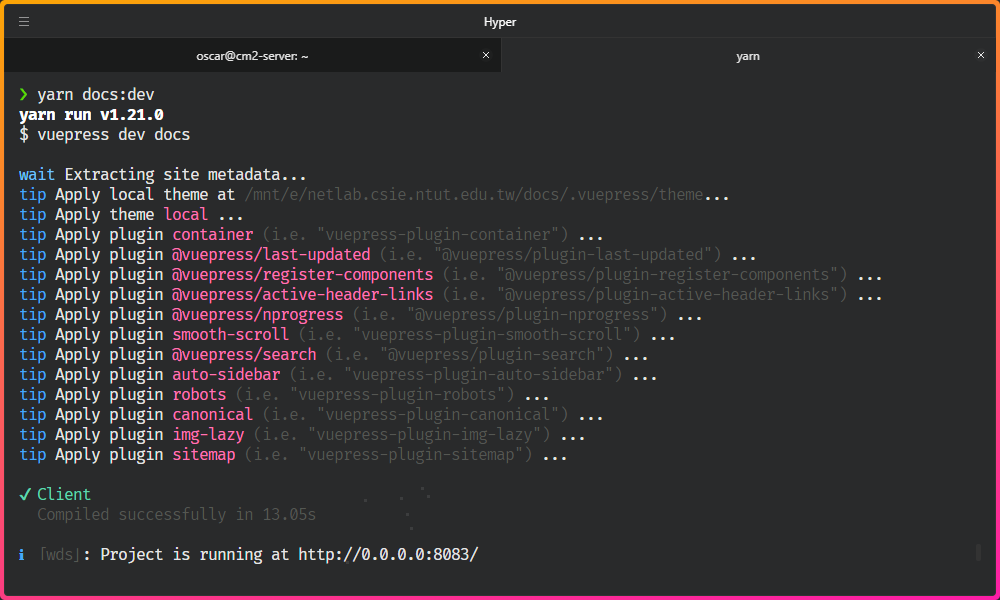 Hyper
oscar@cm2-server: ~
yarn
❯ yarn docs:dev
yarn run v1.21.0
$ vuepress dev docs
wait Extracting site metadata...
tip Apply local theme at /mnt/e/netlab.csie.ntut.edu.tw/docs/.vuepress/theme...
tip Apply theme local ...
tip Apply plugin container (i.e. "vuepress-plugin-container") ...
tip Apply plugin @vuepress/last-updated (i.e. "@vuepress/plugin-last-updated") ...
tip Apply plugin @vuepress/register-components (i.e. "@vuepress/plugin-register-components") ...
tip Apply plugin @vuepress/active-header-links (i.e. "@vuepress/plugin-active-header-links") ...
tip Apply plugin @vuepress/nprogress (i.e. "@vuepress/plugin-nprogress") ...
tip Apply plugin smooth-scroll (i.e. "vuepress-plugin-smooth-scroll") ...
tip Apply plugin @vuepress/search (i.e. "@vuepress/plugin-search") ...
tip Apply plugin auto-sidebar (i.e. "vuepress-plugin-auto-sidebar") ...
tip Apply plugin robots (i.e. "vuepress-plugin-robots") ...
tip Apply plugin canonical (i.e. "vuepress-plugin-canonical") ...
tip Apply plugin img-lazy (i.e. "vuepress-plugin-img-lazy") ...
tip Apply plugin sitemap (i.e. "vuepress-plugin-sitemap") ...
✔ Client
Compiled successfully in 13.05s
ℹ ｢wds｣: Project is running at http://0.0.0.0:8083/